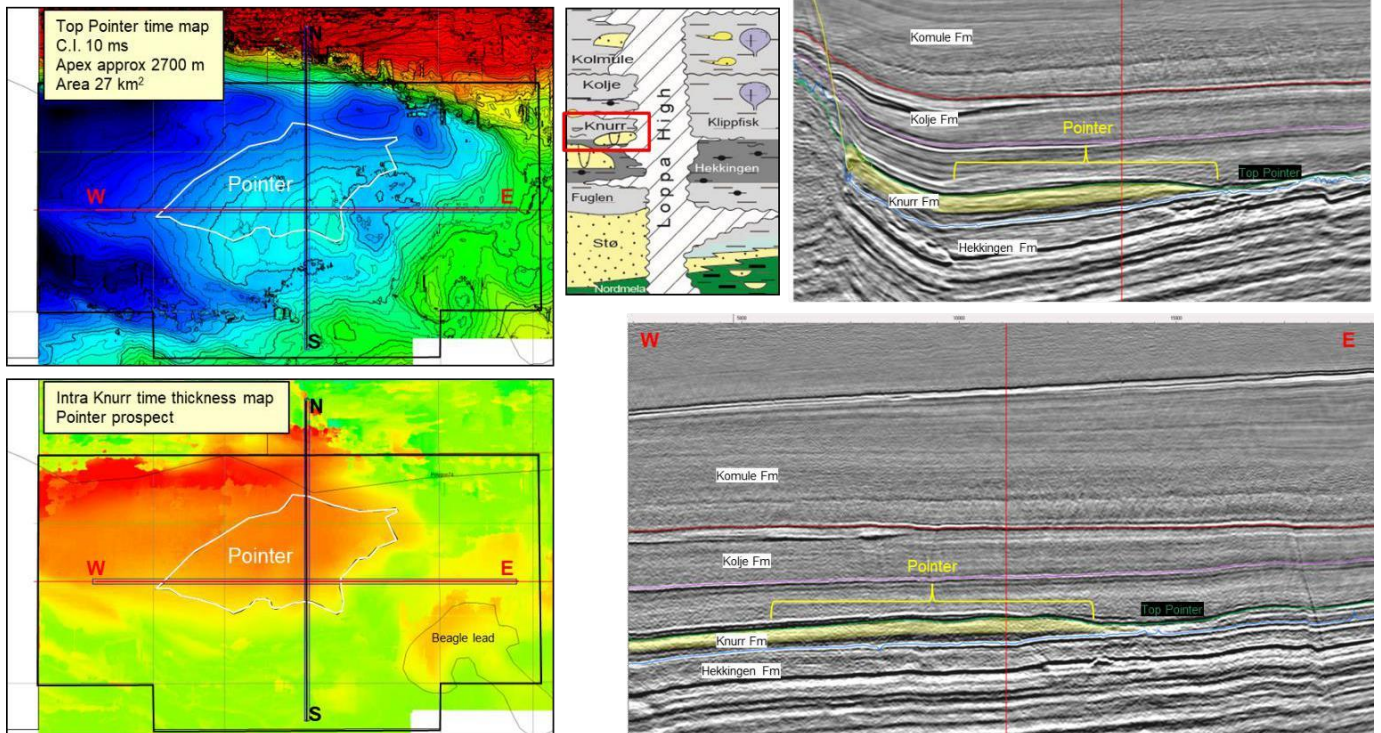 Top Pointer time map
C.I. 10 ms
Apex approx 2700 m
Area 27 km²
N
Pointer
W
E
S
Kolmule
Kolje
Knurr
Fuglen
Stø
Nordmela
Loppa High
Klippfisk
Hekkingen
Komule Fm
Kolje Fm
Pointer
Top Pointer
Knurr Fm
Hekkingen Fm
Intra Knurr time thickness map
Pointer prospect
N
Pointer
W
E
Beagle lead
S
W
E
Komule Fm
Kolje Fm
Pointer
Top Pointer
Knurr Fm
Hekkingen Fm